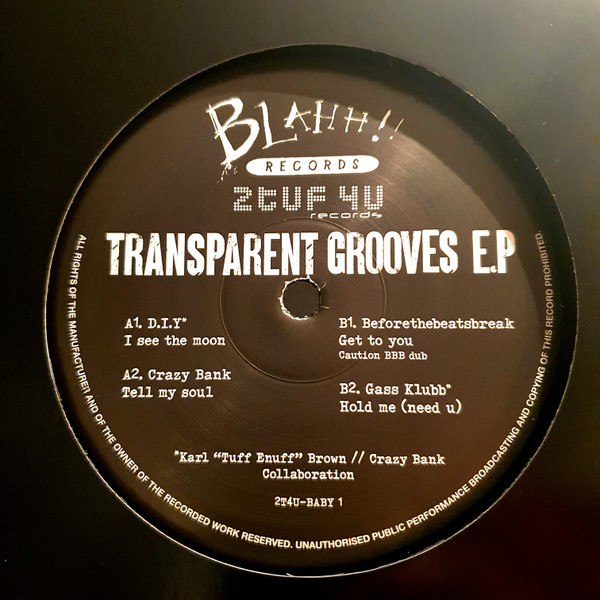 BLAHH!!
RECORDS
2TUF 4U
records
TRANSPARENT GROOVES E.P
A1. D.I.Y*
I see the moon
A2. Crazy Bank
Tell my soul
B1. Beforethebeatsbreak
Get to you
Caution BBB dub
B2. Gass Klubb*
Hold me (need u)
*Karl "Tuff Enuff" Brown // Crazy Bank
Collaboration
2T4U-BABY 1
ALL RIGHTS OF THE MANUFACTURER AND OF THE OWNER OF THE RECORDED WORK RESERVED. UNAUTHORISED PUBLIC PERFORMANCE BROADCASTING AND COPYING OF THIS RECORD PROHIBITED.